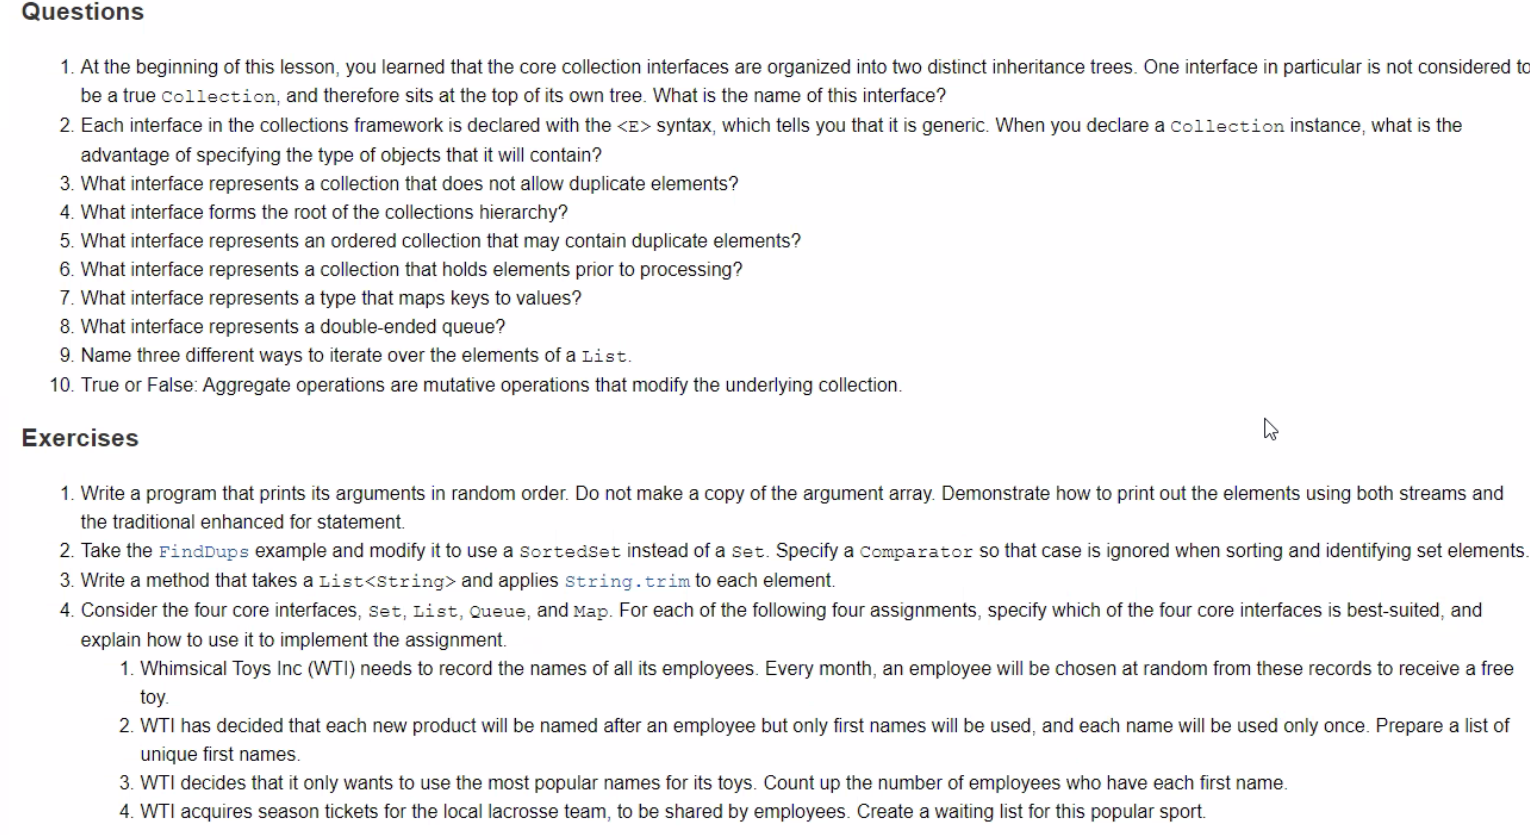 Questions
1. At the beginning of this lesson, you learned that the core collection interfaces are organized into two distinct inheritance trees. One interface in particular is not considered to
be a true Collection, and therefore sits at the top of its own tree. What is the name of this interface?
2. Each interface in the collections framework is declared with the <E> syntax, which tells you that it is generic. When you declare a Collection instance, what is the
advantage of specifying the type of objects that it will contain?
3. What interface represents a collection that does not allow duplicate elements?
4. What interface forms the root of the collections hierarchy?
5. What interface represents an ordered collection that may contain duplicate elements?
6. What interface represents a collection that holds elements prior to processing?
7. What interface represents a type that maps keys to values?
8. What interface represents a double-ended queue?
9. Name three different ways to iterate over the elements of a List.
10. True or False: Aggregate operations are mutative operations that modify the underlying collection.
Exercises
1. Write a program that prints its arguments in random order. Do not make a copy of the argument array. Demonstrate how to print out the elements using both streams and
the traditional enhanced for statement.
2. Take the FindDups example and modify it to use a SortedSet instead of a Set. Specify a Comparator so that case is ignored when sorting and identifying set elements.
3. Write a method that takes a List<String> and applies String.trim to each element.
4. Consider the four core interfaces, Set, List, Queue, and Map. For each of the following four assignments, specify which of the four core interfaces is best-suited, and
explain how to use it to implement the assignment.
1. Whimsical Toys Inc (WTI) needs to record the names of all its employees. Every month, an employee will be chosen at random from these records to receive a free
toy.
2. WTI has decided that each new product will be named after an employee but only first names will be used, and each name will be used only once. Prepare a list of
unique first names.
3. WTI decides that it only wants to use the most popular names for its toys. Count up the number of employees who have each first name.
4. WTI acquires season tickets for the local lacrosse team, to be shared by employees. Create a waiting list for this popular sport.